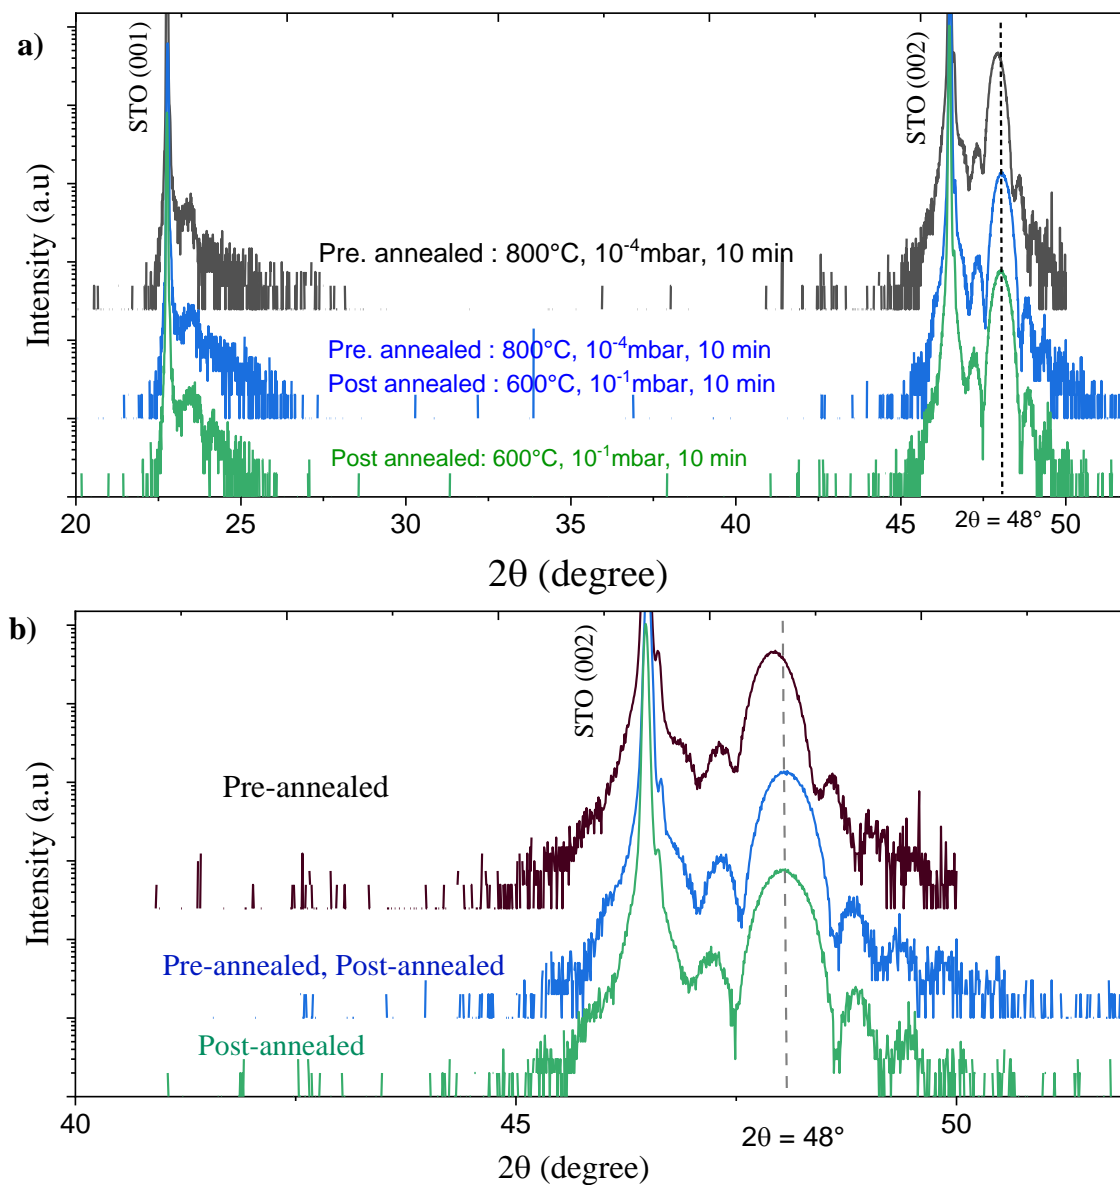 a)
STO (001)
STO (002)
Intensity (a.u)
Pre. annealed : 800°C, 10⁻⁴mbar, 10 min
Pre. annealed : 800°C, 10⁻⁴mbar, 10 min
Post annealed : 600°C, 10⁻¹mbar, 10 min
Post annealed: 600°C, 10⁻¹mbar, 10 min
20 25 30 35 40 45 50
2θ = 48°
2θ (degree)
b)
STO (002)
Intensity (a.u)
Pre-annealed
Pre-annealed, Post-annealed
Post-annealed
40 45 50
2θ = 48°
2θ (degree)